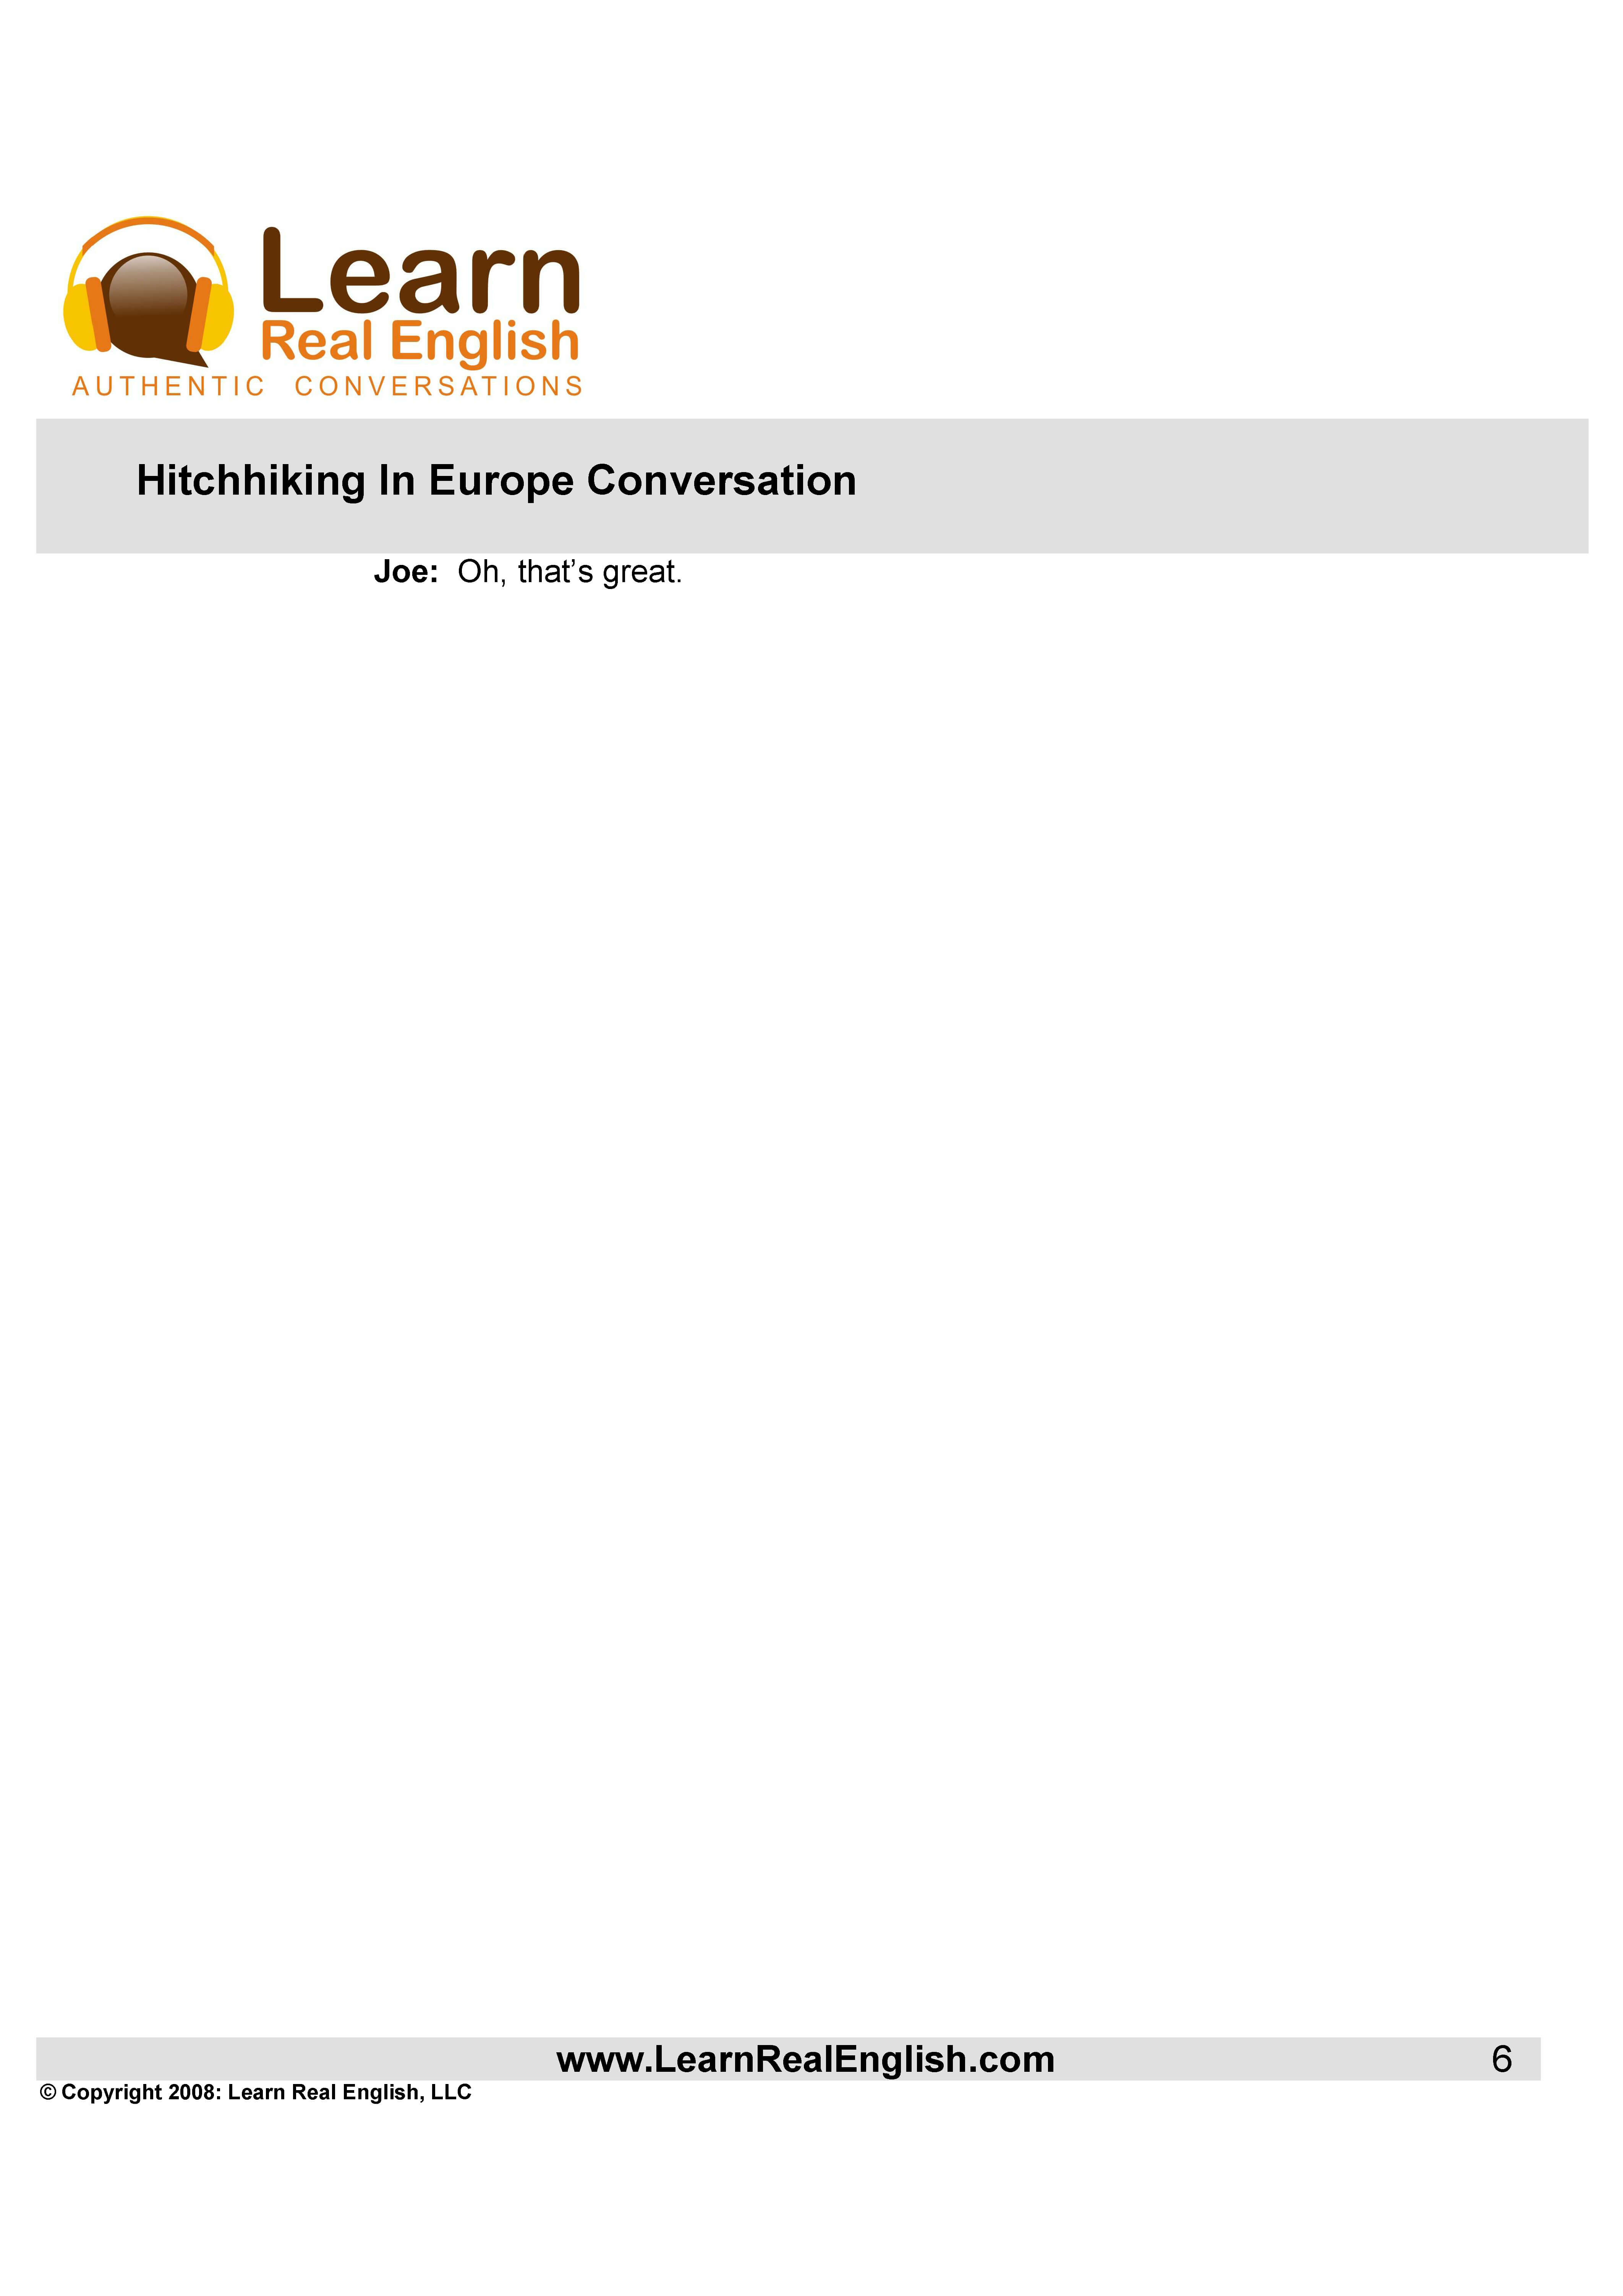 Learn
Real English
AUTHENTIC CONVERSATIONS
Hitchhiking In Europe Conversation
Joe: Oh, that’s great.
www.LearnRealEnglish.com 6
© Copyright 2008: Learn Real English, LLC